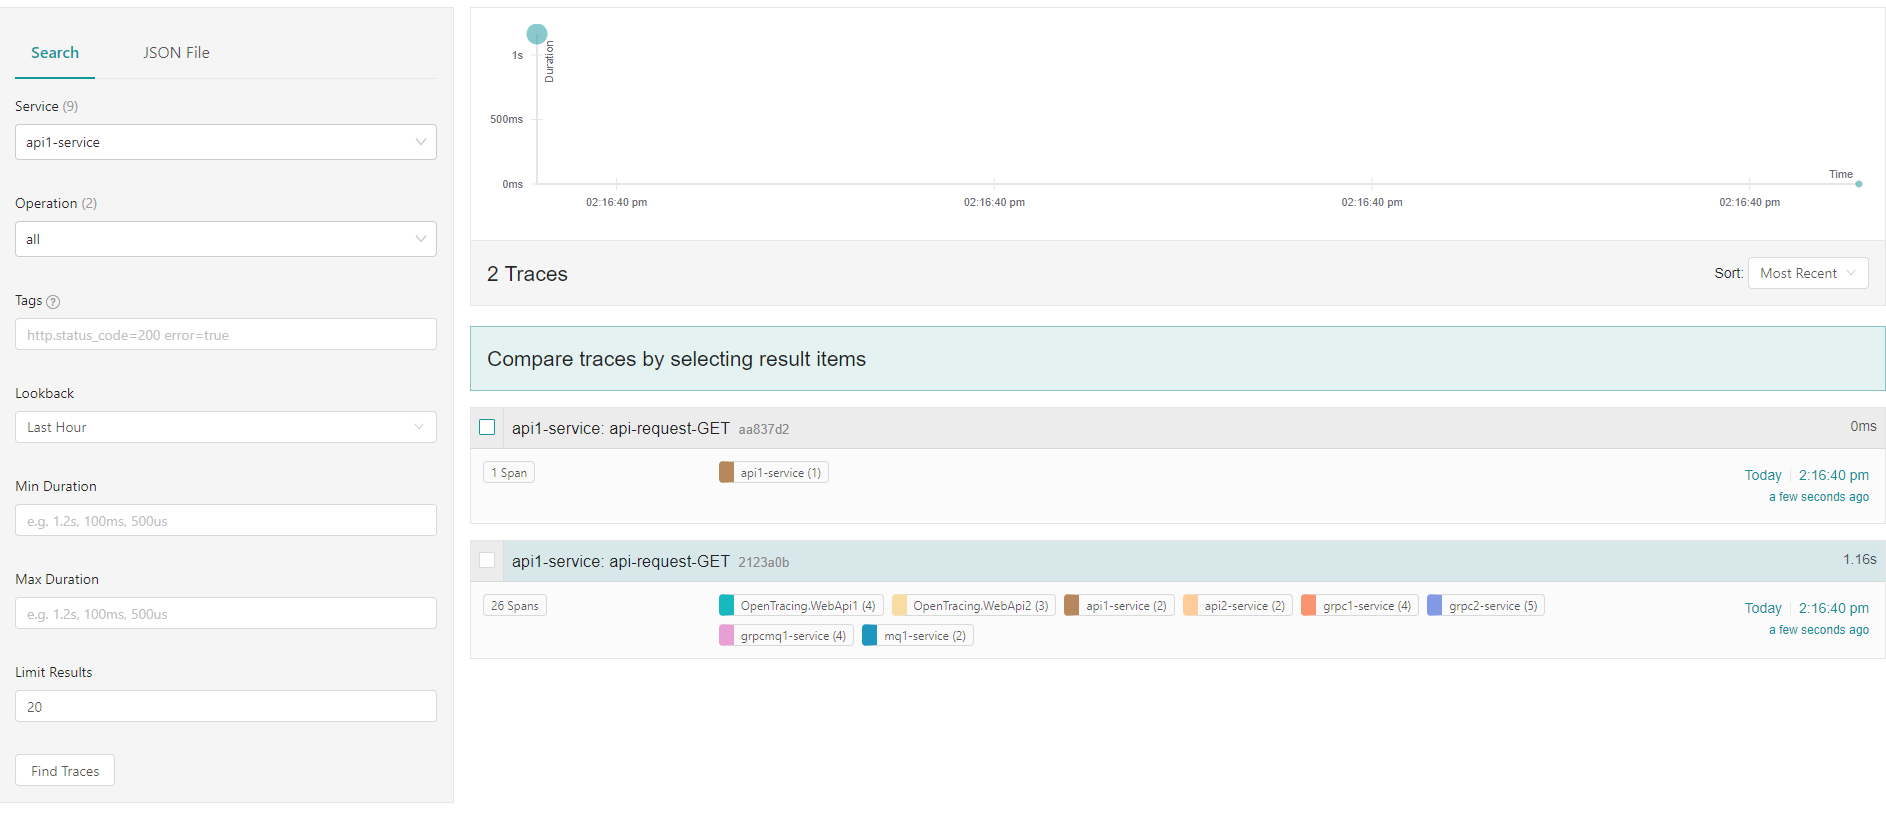 Search JSON File
Service (9)
api1-service
Operation (2)
all
Tags ?
http.status_code=200 error=true
Lookback
Last Hour
Min Duration
e.g. 1.2s, 100ms, 500us
Max Duration
e.g. 1.2s, 100ms, 500us
Limit Results
20
Find Traces
Duration
1s
500ms
0ms
Time
02:16:40 pm 02:16:40 pm 02:16:40 pm 02:16:40 pm
2 Traces Sort: Most Recent
Compare traces by selecting result items
api1-service: api-request-GET aa837d2 0ms
1 Span api1-service (1) Today 2:16:40 pm
a few seconds ago
api1-service: api-request-GET 2123a0b 1.16s
26 Spans OpenTracing.WebApi1 (4) OpenTracing.WebApi2 (3) api1-service (2) api2-service (2) grpc1-service (4) grpc2-service (5) Today 2:16:40 pm
grpcmq1-service (4) mq1-service (2) a few seconds ago